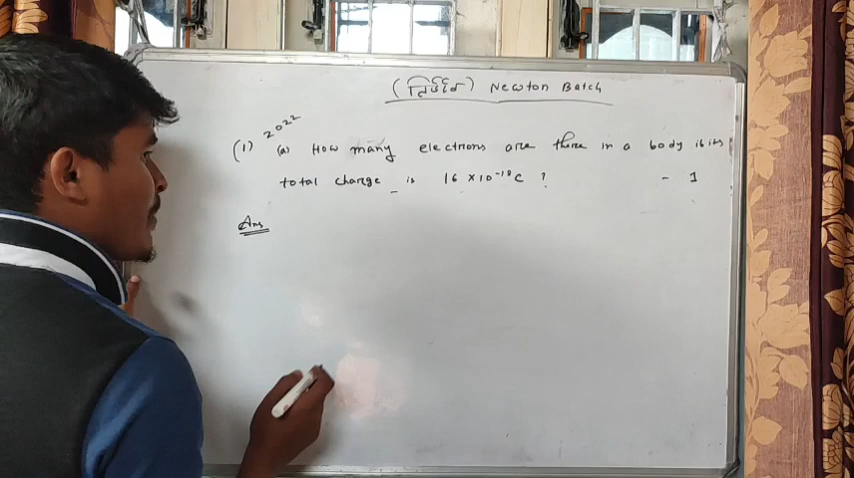 Newton Batch
2022
(1) (a) How many electrons are there in a body if its
total charge is 16 × 10⁻¹⁹ C ? - 1
Ans